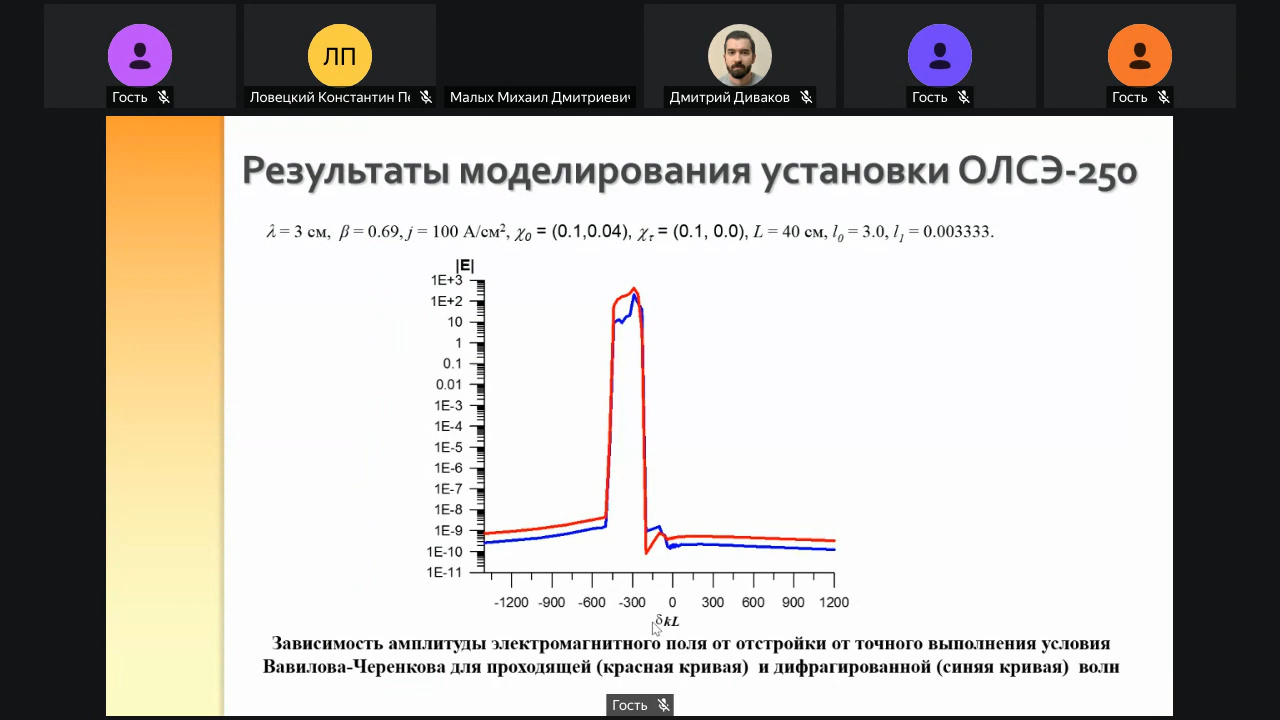 Гость
ЛП
Ловецкий Константин Пе
Малых Михаил Дмитриевич
Дмитрий Диваков
Гость
Гость
Результаты моделирования установки ОЛСЭ-250
λ = 3 см, β = 0.69, j = 100 А/см², χ₀ = (0.1,0.04), χτ = (0.1, 0.0), L = 40 см, l₀ = 3.0, l₁ = 0.003333.
|E|
1E+3
1E+2
10
1
0.1
0.01
1E-3
1E-4
1E-5
1E-6
1E-7
1E-8
1E-9
1E-10
1E-11
-1200 -900 -600 -300 0 300 600 900 1200
δkL
Зависимость амплитуды электромагнитного поля от отстройки от точного выполнения условия
Вавилова-Черенкова для проходящей (красная кривая) и дифрагированной (синяя кривая) волн
Гость